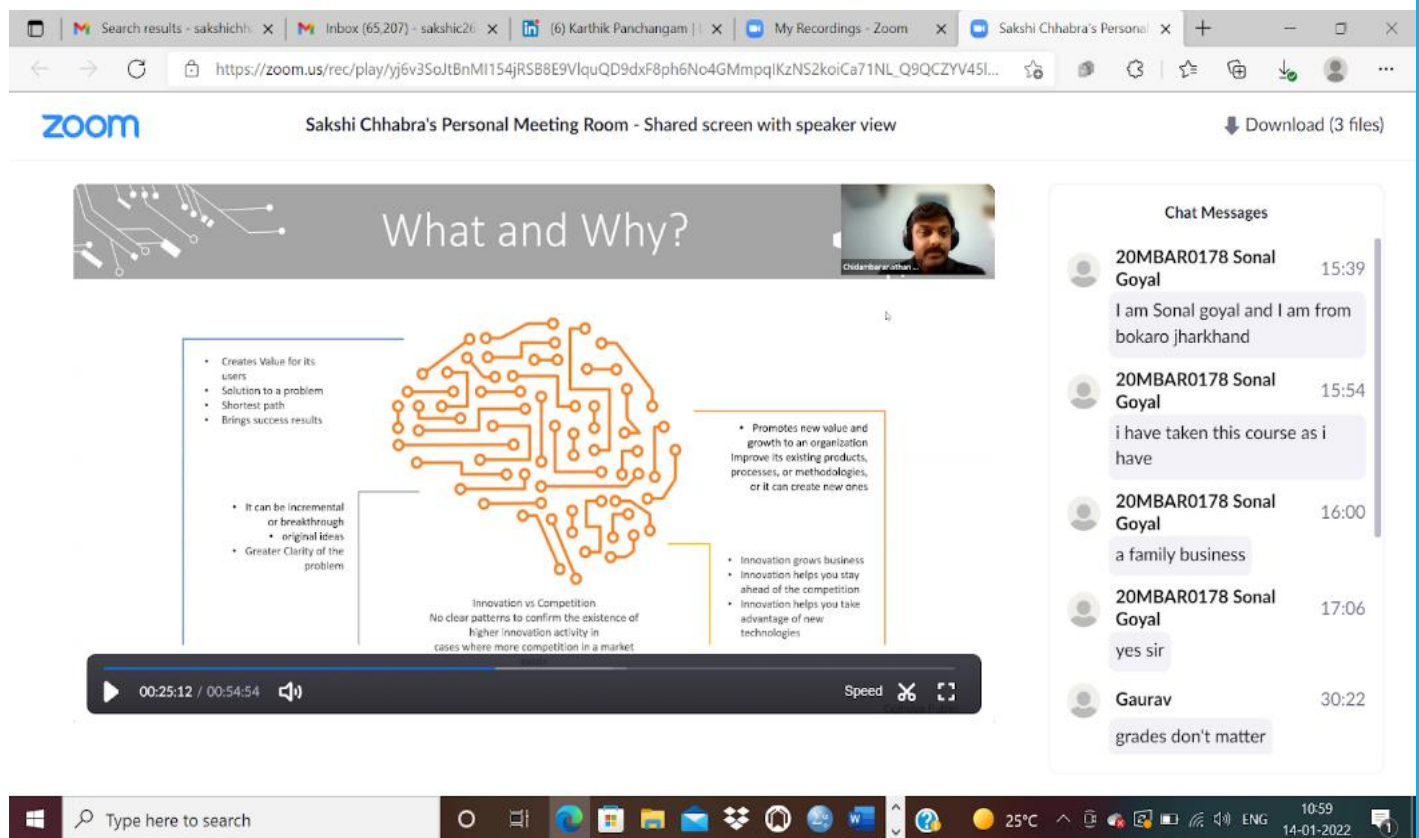 Search results - sakshichh
Inbox (65,207) - sakshic26
(6) Karthik Panchangam | I
My Recordings - Zoom
Sakshi Chhabra's Personal
https://zoom.us/rec/play/yj6v3SoJtBnMI154jRSB8E9VlquQD9dxF8ph6No4GMmpqIKzNS2koiCa71NL_Q9QCZYV45l...
zoom
Sakshi Chhabra's Personal Meeting Room - Shared screen with speaker view
Download (3 files)
What and Why?
Chidambaranathan ...
• Creates Value for its
users
• Solution to a problem
• Shortest path
• Brings success results
• It can be incremental
or breakthrough
• original ideas
• Greater Clarity of the
problem
• Promotes new value and
growth to an organization
Improve its existing products,
processes, or methodologies,
or it can create new ones
• Innovation grows business
• Innovation helps you stay
ahead of the competition
• Innovation helps you take
advantage of new
technologies
Innovation vs Competition
No clear patterns to confirm the existence of
higher innovation activity in
cases where more competition in a market
00:25:12 / 00:54:54
Speed
Chat Messages
20MBAR0178 Sonal
Goyal
15:39
I am Sonal goyal and I am from
bokaro jharkhand
20MBAR0178 Sonal
Goyal
15:54
i have taken this course as i
have
20MBAR0178 Sonal
Goyal
16:00
a family business
20MBAR0178 Sonal
Goyal
17:06
yes sir
Gaurav
30:22
grades don't matter
Type here to search
25°C
ENG
10:59
14-01-2022
1